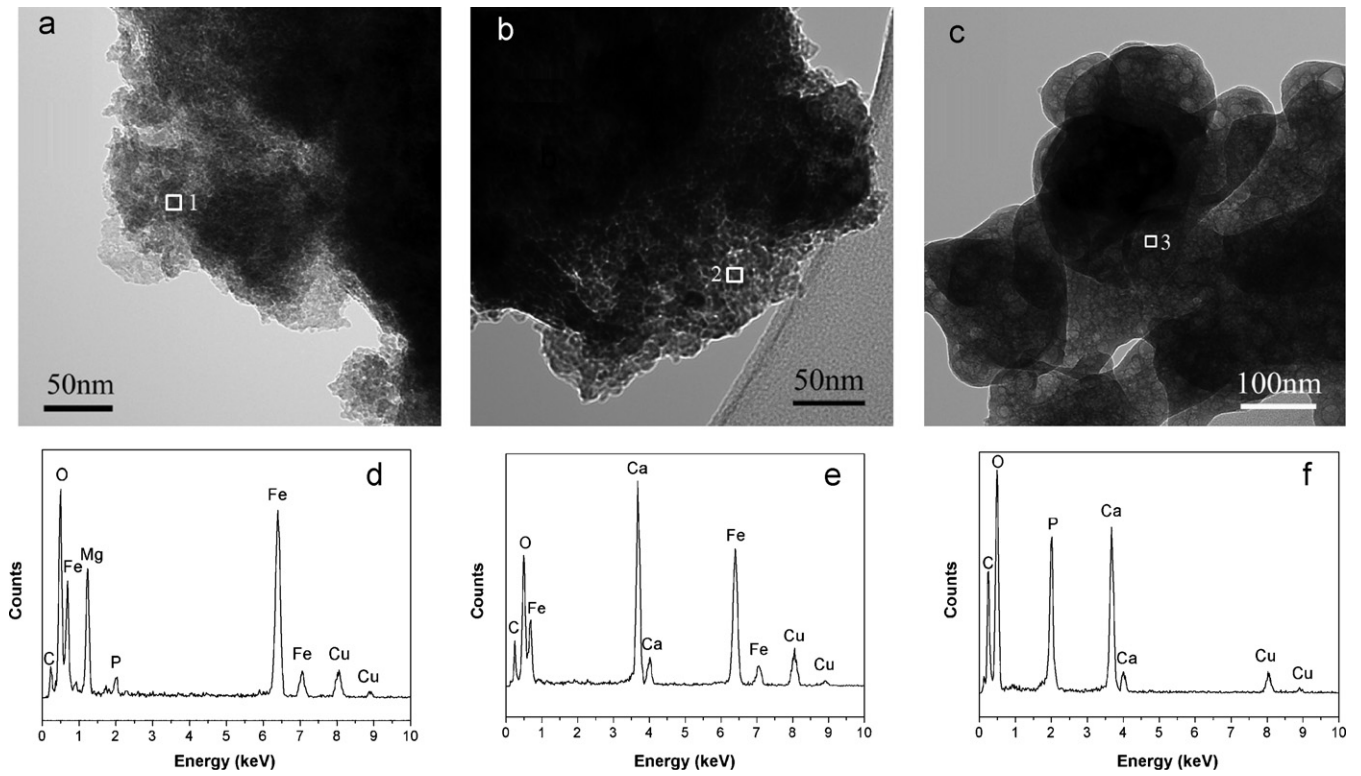 a
1
50nm
b
2
50nm
c
3
100nm
d
O
Fe
Mg
C
P
Fe
Fe
Cu
Cu
Counts
0 1 2 3 4 5 6 7 8 9 10
Energy (keV)
e
Ca
O
Fe
C
Ca
Fe
Fe
Cu
Cu
Counts
0 1 2 3 4 5 6 7 8 9 10
Energy (keV)
f
O
C
P
Ca
Ca
Cu
Cu
Counts
0 1 2 3 4 5 6 7 8 9 10
Energy (keV)